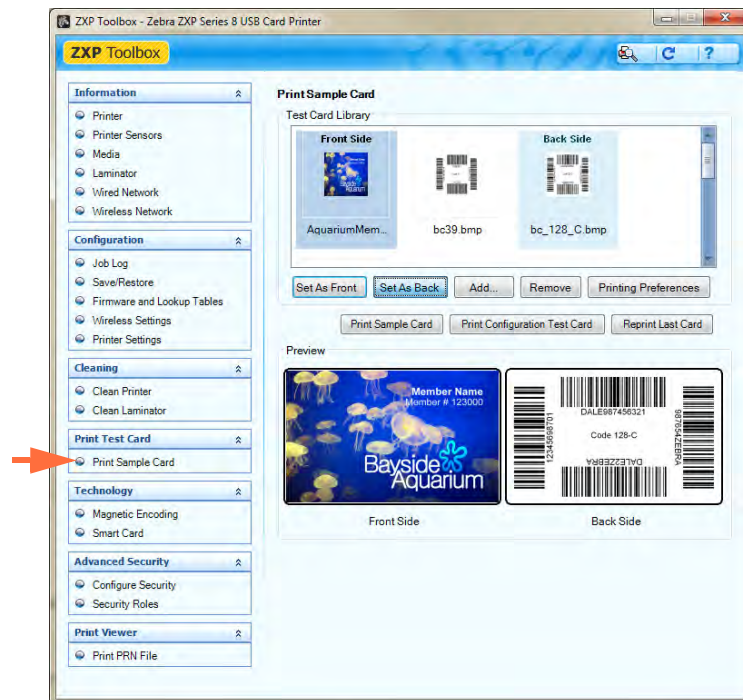 ZXP Toolbox - Zebra ZXP Series 8 USB Card Printer
ZXP Toolbox
?
Information
Printer
Printer Sensors
Media
Laminator
Wired Network
Wireless Network
Configuration
Job Log
Save/Restore
Firmware and Lookup Tables
Wireless Settings
Printer Settings
Cleaning
Clean Printer
Clean Laminator
Print Test Card
Print Sample Card
Technology
Magnetic Encoding
Smart Card
Advanced Security
Configure Security
Security Roles
Print Viewer
Print PRN File
Print Sample Card
Test Card Library
Front Side
Back Side
AquariumMem...
bc39.bmp
bc_128_C.bmp
Set As Front
Set As Back
Add...
Remove
Printing Preferences
Print Sample Card
Print Configuration Test Card
Reprint Last Card
Preview
Member Name
Member # 123000
Bayside
Aquarium
Front Side
DALE987456321
12345698701
Code 128-C
987654ZEBRA
DALE2ZZEBRA
Back Side